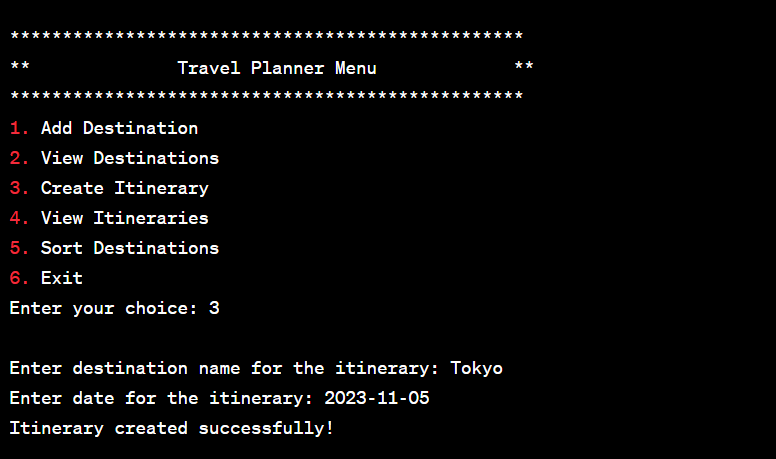 *************************************************
**              Travel Planner Menu             **
*************************************************
1. Add Destination
2. View Destinations
3. Create Itinerary
4. View Itineraries
5. Sort Destinations
6. Exit
Enter your choice: 3
Enter destination name for the itinerary: Tokyo
Enter date for the itinerary: 2023-11-05
Itinerary created successfully!